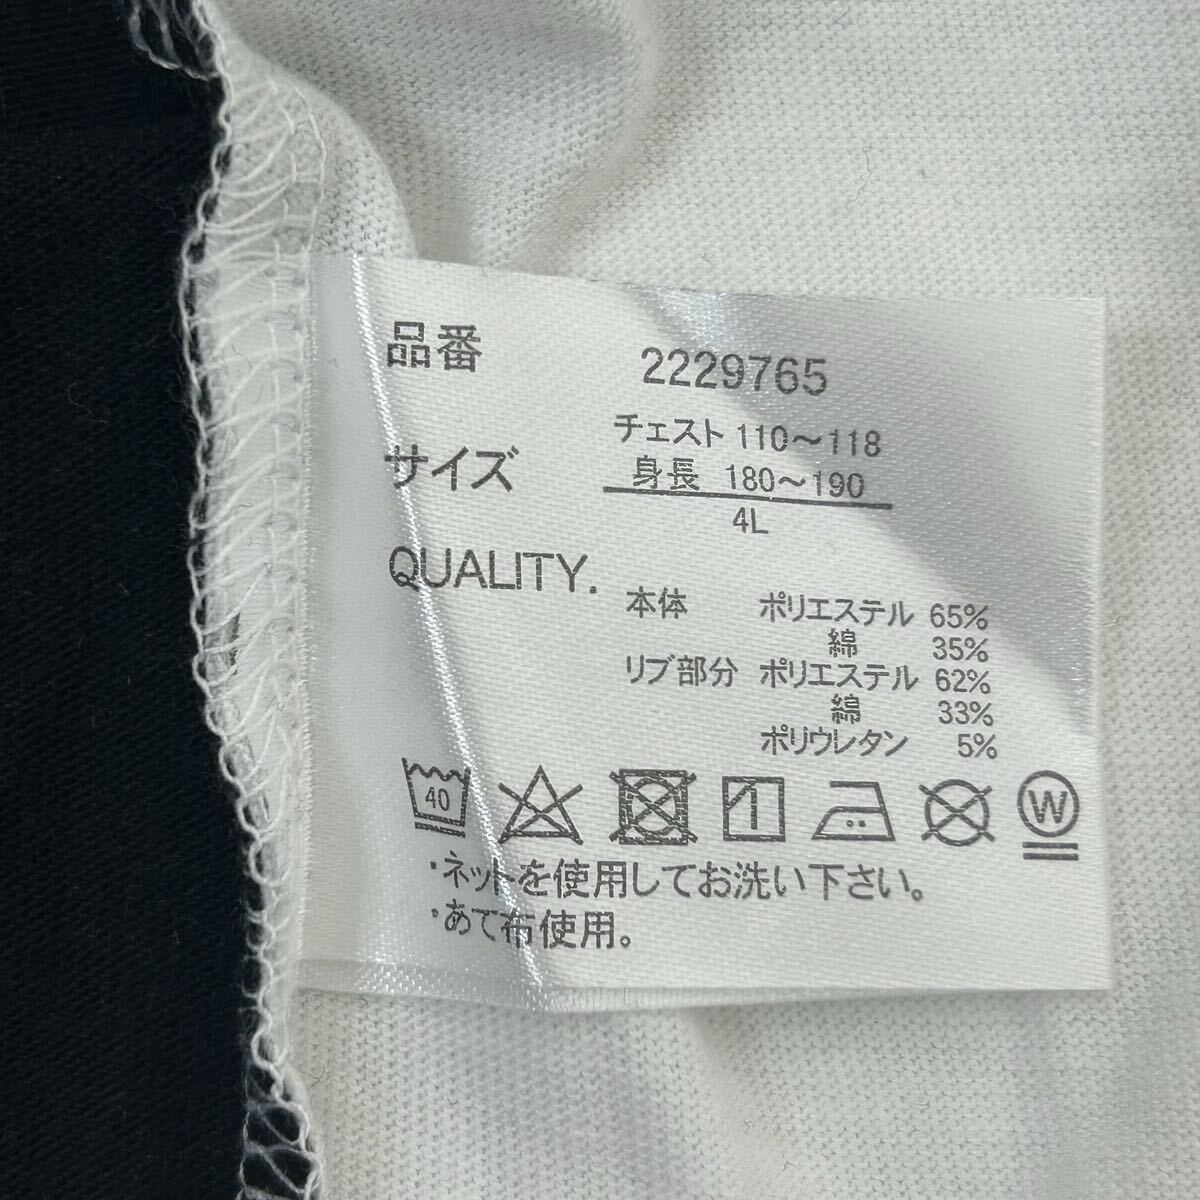 品番 2229765
チェスト 110～118
サイズ 身長 180～190
4L
QUALITY.
本体 ポリエステル 65%
綿 35%
リブ部分 ポリエステル 62%
綿 33%
ポリウレタン 5%
40 W
・ネットを使用してお洗い下さい。
・あて布使用。